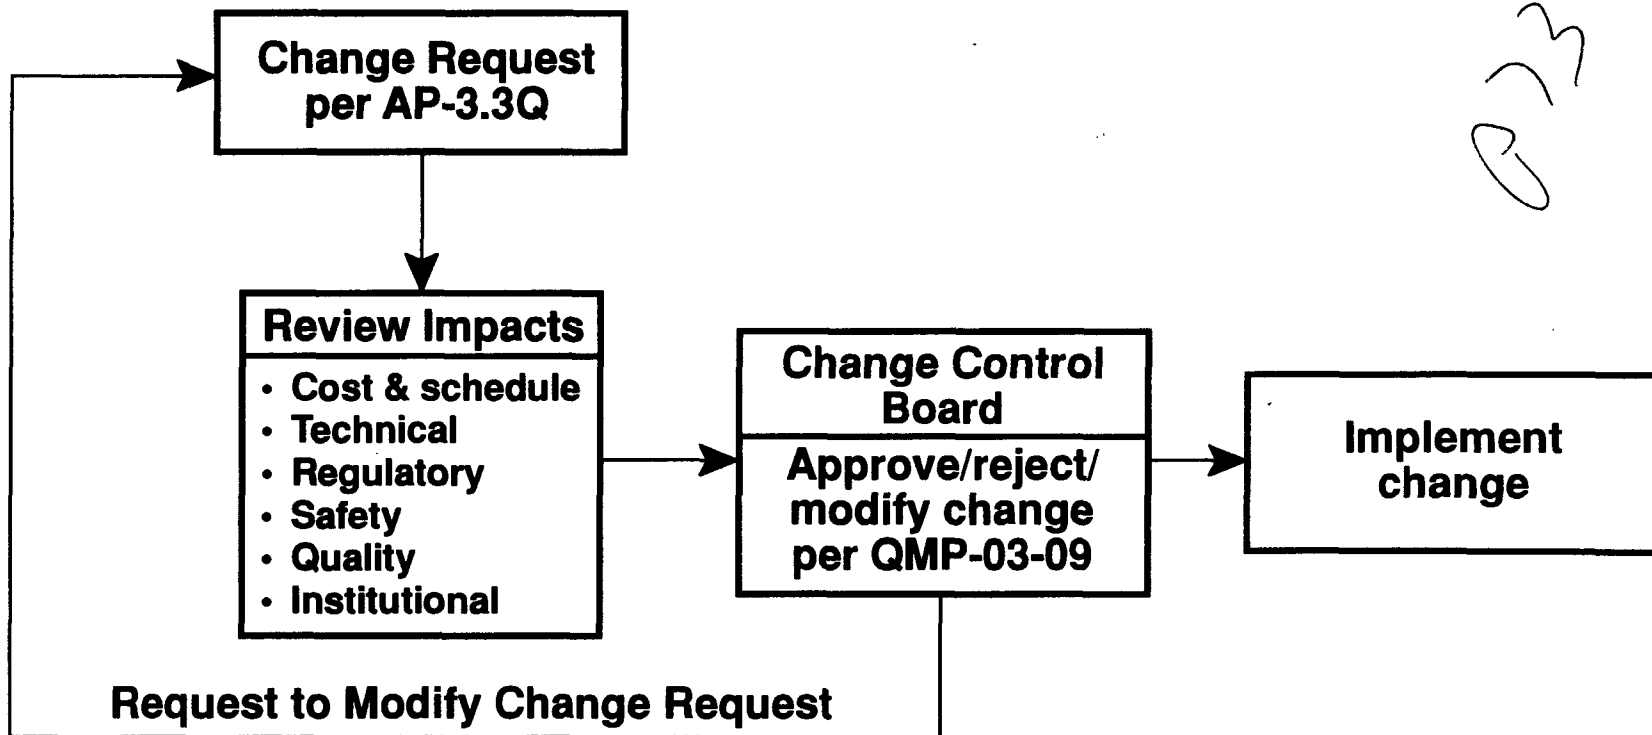 Change Request
per AP-3.3Q
Review Impacts
• Cost & schedule
• Technical
• Regulatory
• Safety
• Quality
• Institutional
Change Control
Board
Approve/reject/
modify change
per QMP-03-09
Implement
change
Request to Modify Change Request